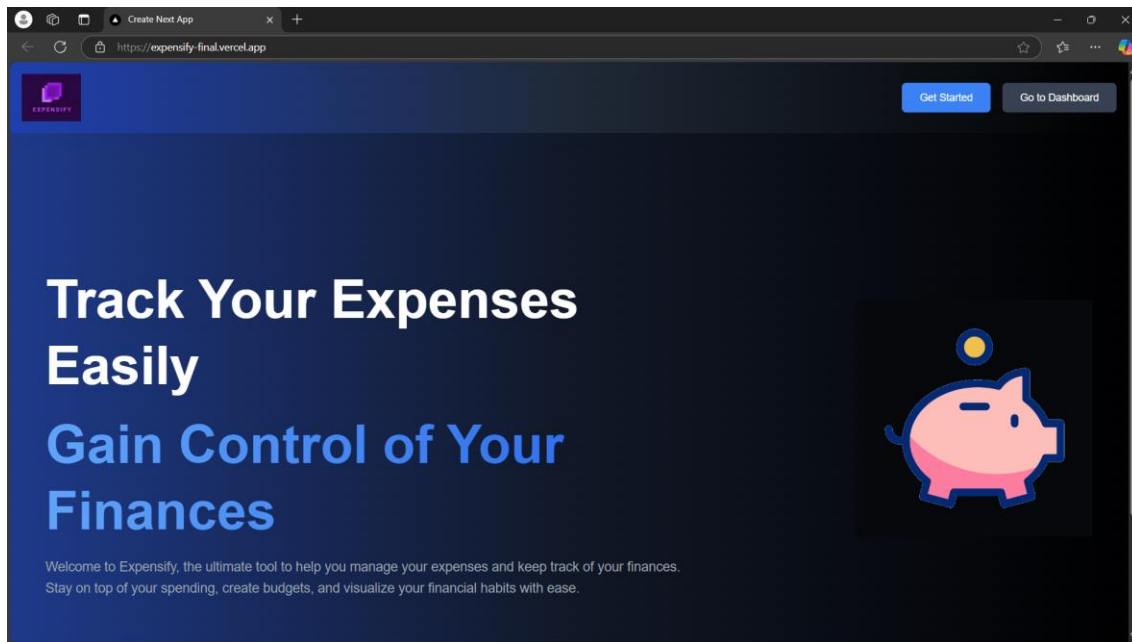 Create Next App
https://expensify-final.vercel.app
EXPENSIFY
Get Started
Go to Dashboard
Track Your Expenses
Easily
Gain Control of Your
Finances
Welcome to Expensify, the ultimate tool to help you manage your expenses and keep track of your finances.
Stay on top of your spending, create budgets, and visualize your financial habits with ease.